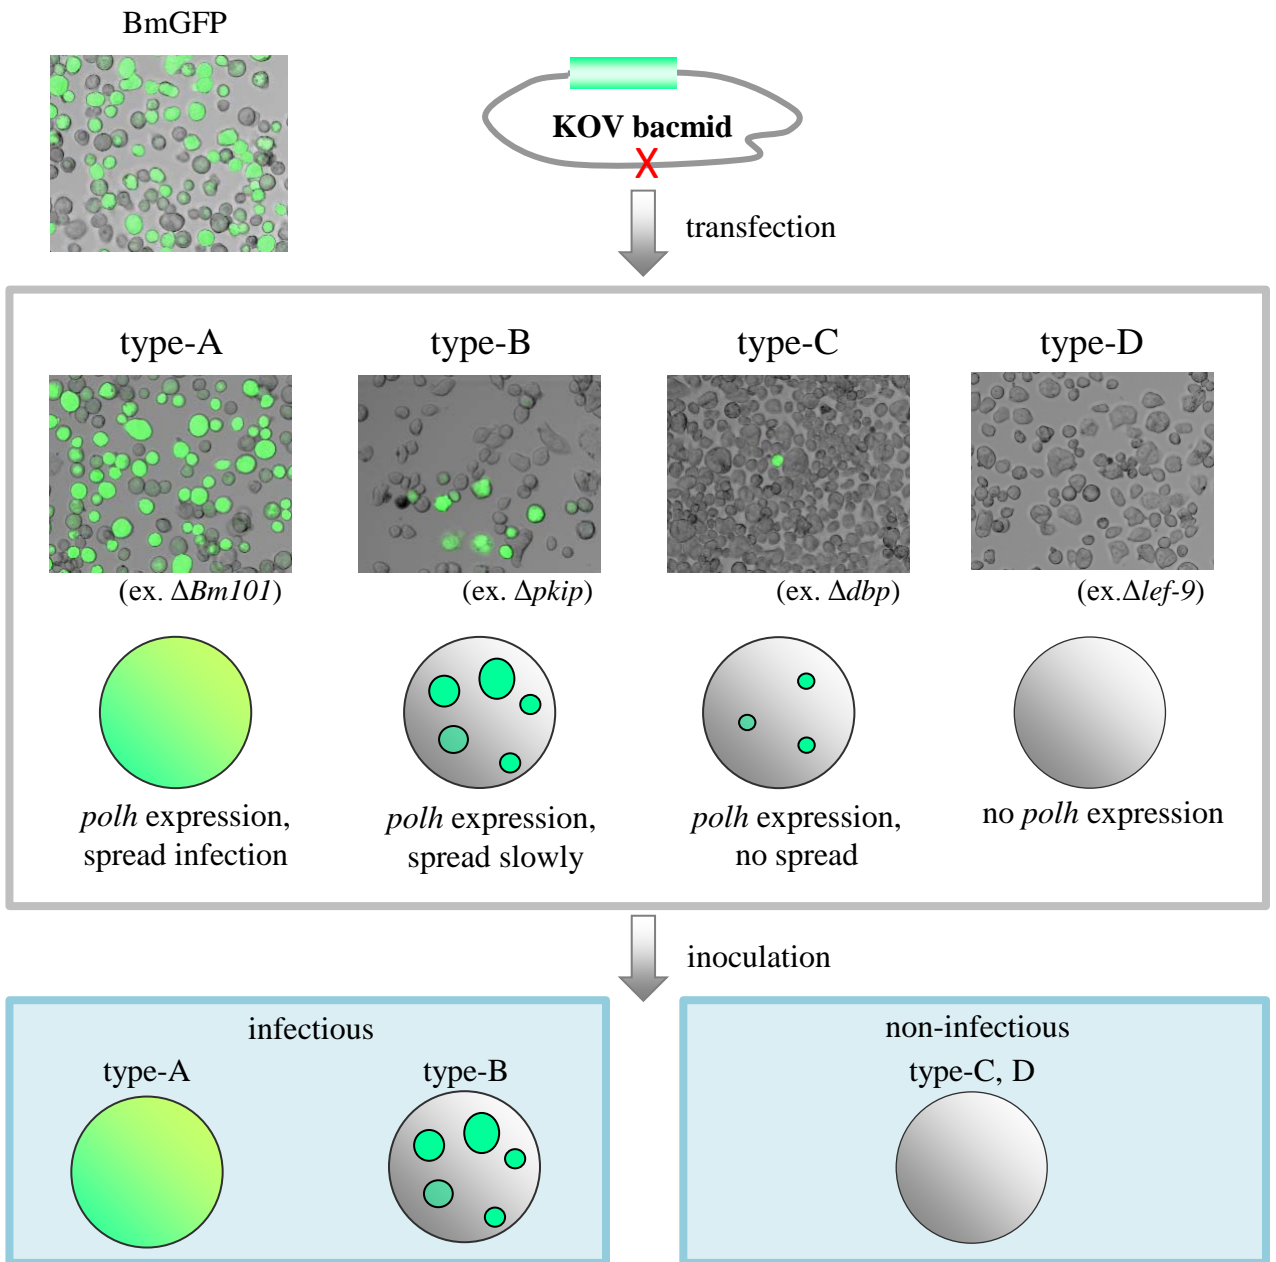 BmGFP
KOV bacmid
X
transfection
type-A
type-B
type-C
type-D
(ex. ΔBm101)
(ex. Δpkip)
(ex. Δdbp)
(ex.Δlef-9)
polh expression,
spread infection
polh expression,
spread slowly
polh expression,
no spread
no polh expression
inoculation
infectious
type-A
type-B
non-infectious
type-C, D